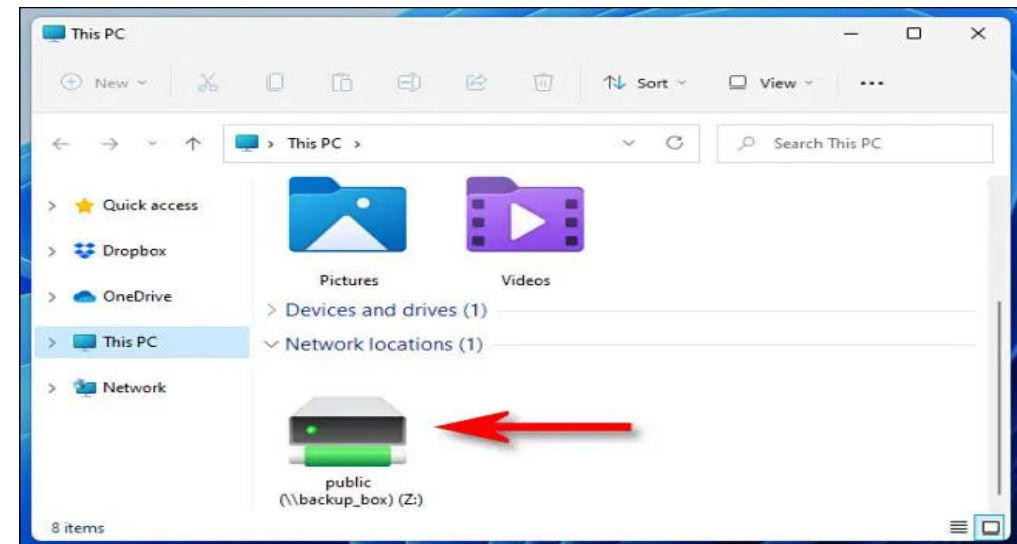 This PC
New
Sort
View
This PC
Search This PC
Quick access
Dropbox
OneDrive
This PC
Network
Pictures
Videos
Devices and drives (1)
Network locations (1)
public
(\\backup_box) (Z:)
8 items